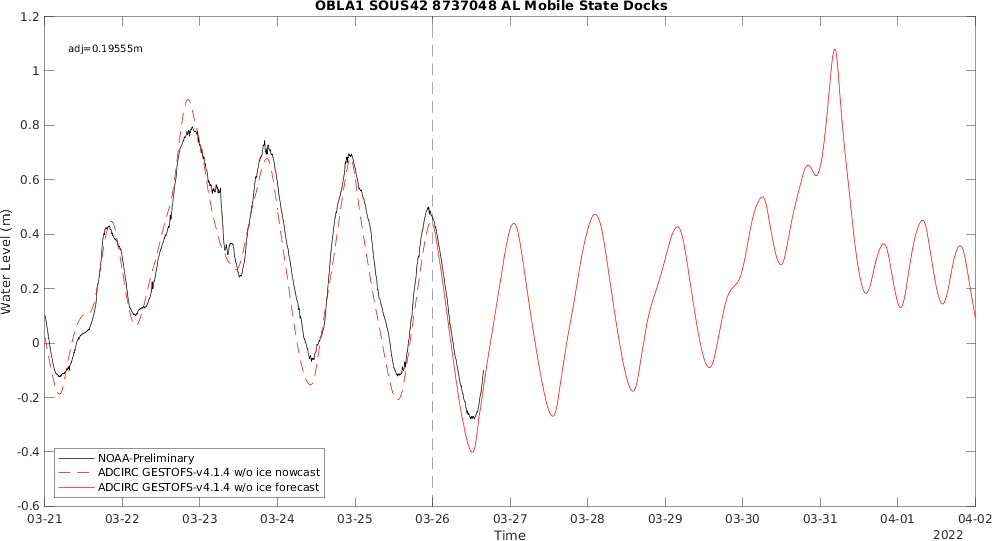 OBLA1 SOUS42 8737048 AL Mobile State Docks
adj=0.19555m
1.2
1
0.8
0.6
0.4
0.2
0
-0.2
-0.4
-0.6
Water Level (m)
NOAA-Preliminary
ADCIRC GESTOFS-v4.1.4 w/o ice nowcast
ADCIRC GESTOFS-v4.1.4 w/o ice forecast
03-21 03-22 03-23 03-24 03-25 03-26 03-27 03-28 03-29 03-30 03-31 04-01 04-02
Time
2022